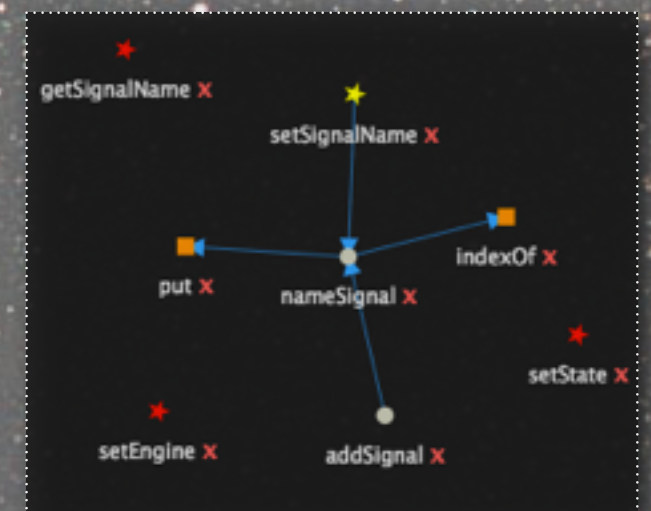 getSignalName x
setSignalName x
indexOf x
put x
nameSignal x
setState x
setEngine x
addSignal x